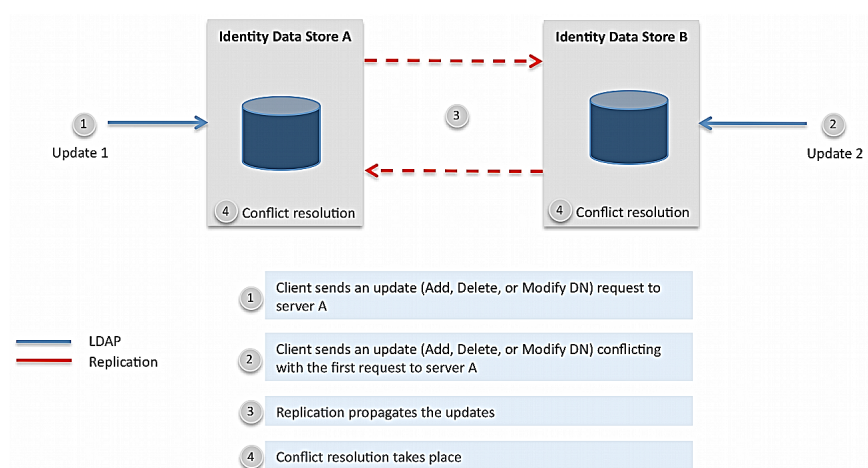 Identity Data Store A
Identity Data Store B
3
1
Update 1
2
Update 2
4 Conflict resolution
4 Conflict resolution
1 Client sends an update (Add, Delete, or Modify DN) request to
server A
LDAP
Replication
2 Client sends an update (Add, Delete, or Modify DN) conflicting
with the first request to server A
3 Replication propagates the updates
4 Conflict resolution takes place